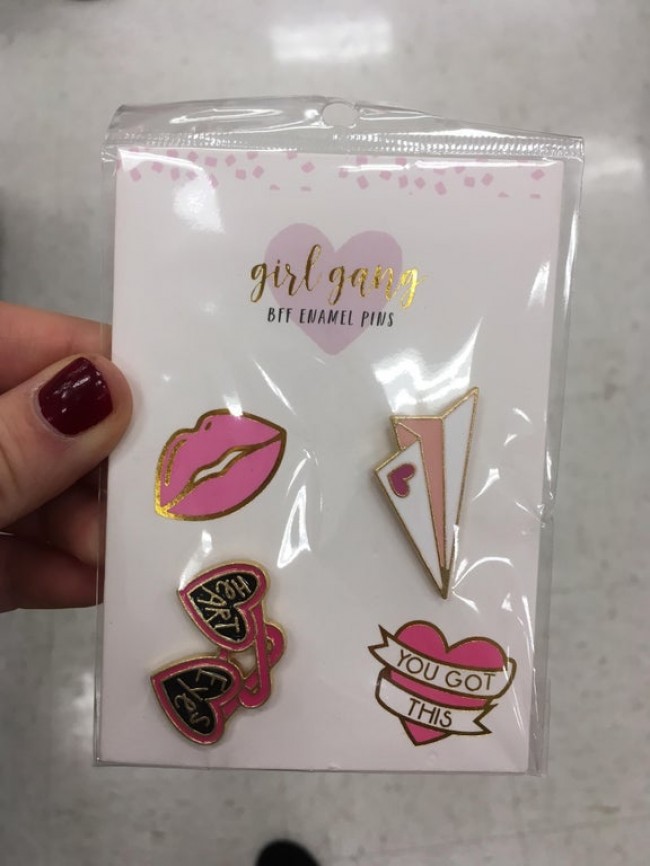 girl gang
BFF ENAMEL PINS
HeART
EYes
YOU GOT
THIS